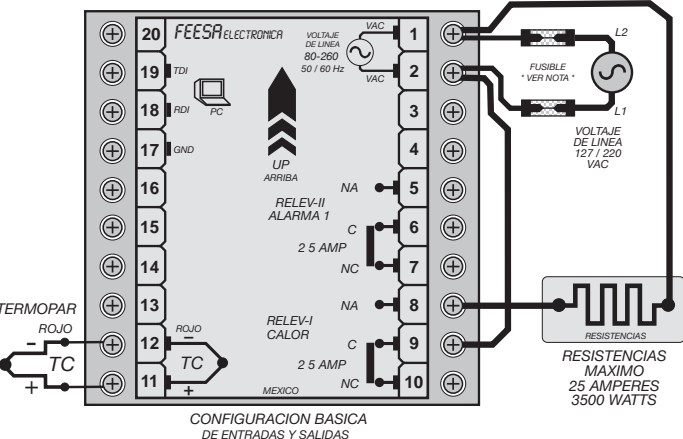 20
FEESA ELECTRONICA
VOLTAJE
DE LINEA
80-260
50 / 60 Hz
VAC
VAC
1
2
L2
L1
FUSIBLE
* VER NOTA *
VOLTAJE
DE LINEA
127 / 220
VAC
19
TDI
18
RDI
PC
17
GND
UP
ARRIBA
3
4
16
NA
5
RELEV-II
ALARMA 1
15
C
6
2 5 AMP
14
NC
7
13
NA
8
RELEV-I
CALOR
TERMOPAR
ROJO
-
TC
+
12
ROJO
-
TC
+
11
C
9
2 5 AMP
NC
10
MEXICO
RESISTENCIAS
RESISTENCIAS
MAXIMO
25 AMPERES
3500 WATTS
CONFIGURACION BASICA
DE ENTRADAS Y SALIDAS